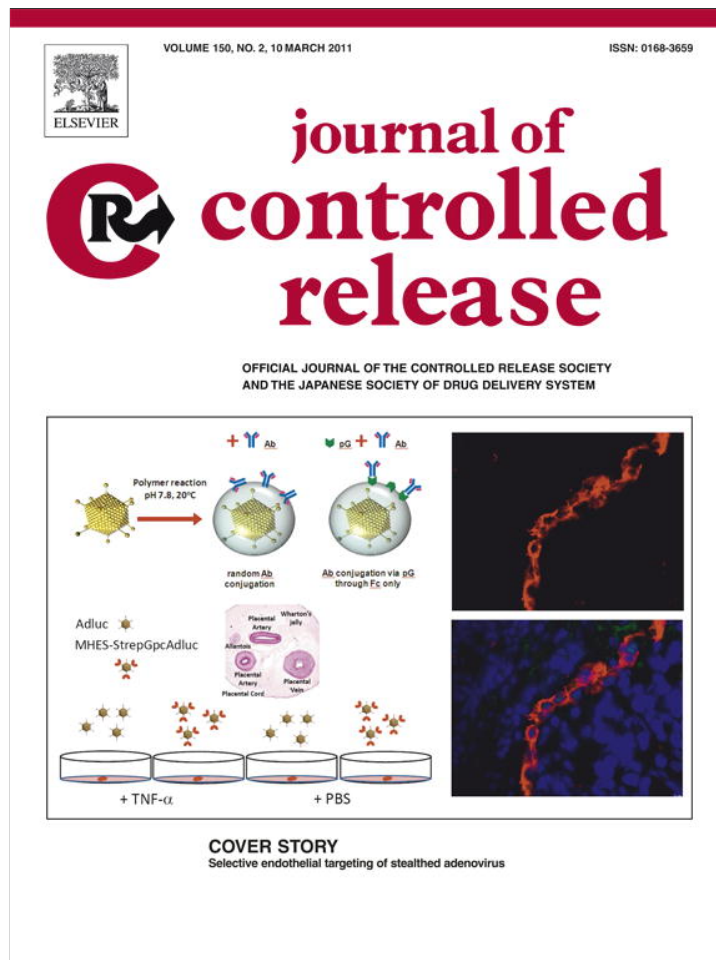 VOLUME 150, NO. 2, 10 MARCH 2011
ISSN: 0168-3659
ELSEVIER
journal of
CR
controlled
release
OFFICIAL JOURNAL OF THE CONTROLLED RELEASE SOCIETY
AND THE JAPANESE SOCIETY OF DRUG DELIVERY SYSTEM
+ Ab
pG + Ab
Polymer reaction
pH 7.8, 20°C
random Ab
conjugation
Ab conjugation via pG
through Fc only
Adluc
MHES-StrepGpcAdluc
Placental
Artery
Wharton's
jelly
Allantois
Placental
Artery
Placental
Vein
Placental Cord
+ TNF-α
+ PBS
COVER STORY
Selective endothelial targeting of stealthed adenovirus